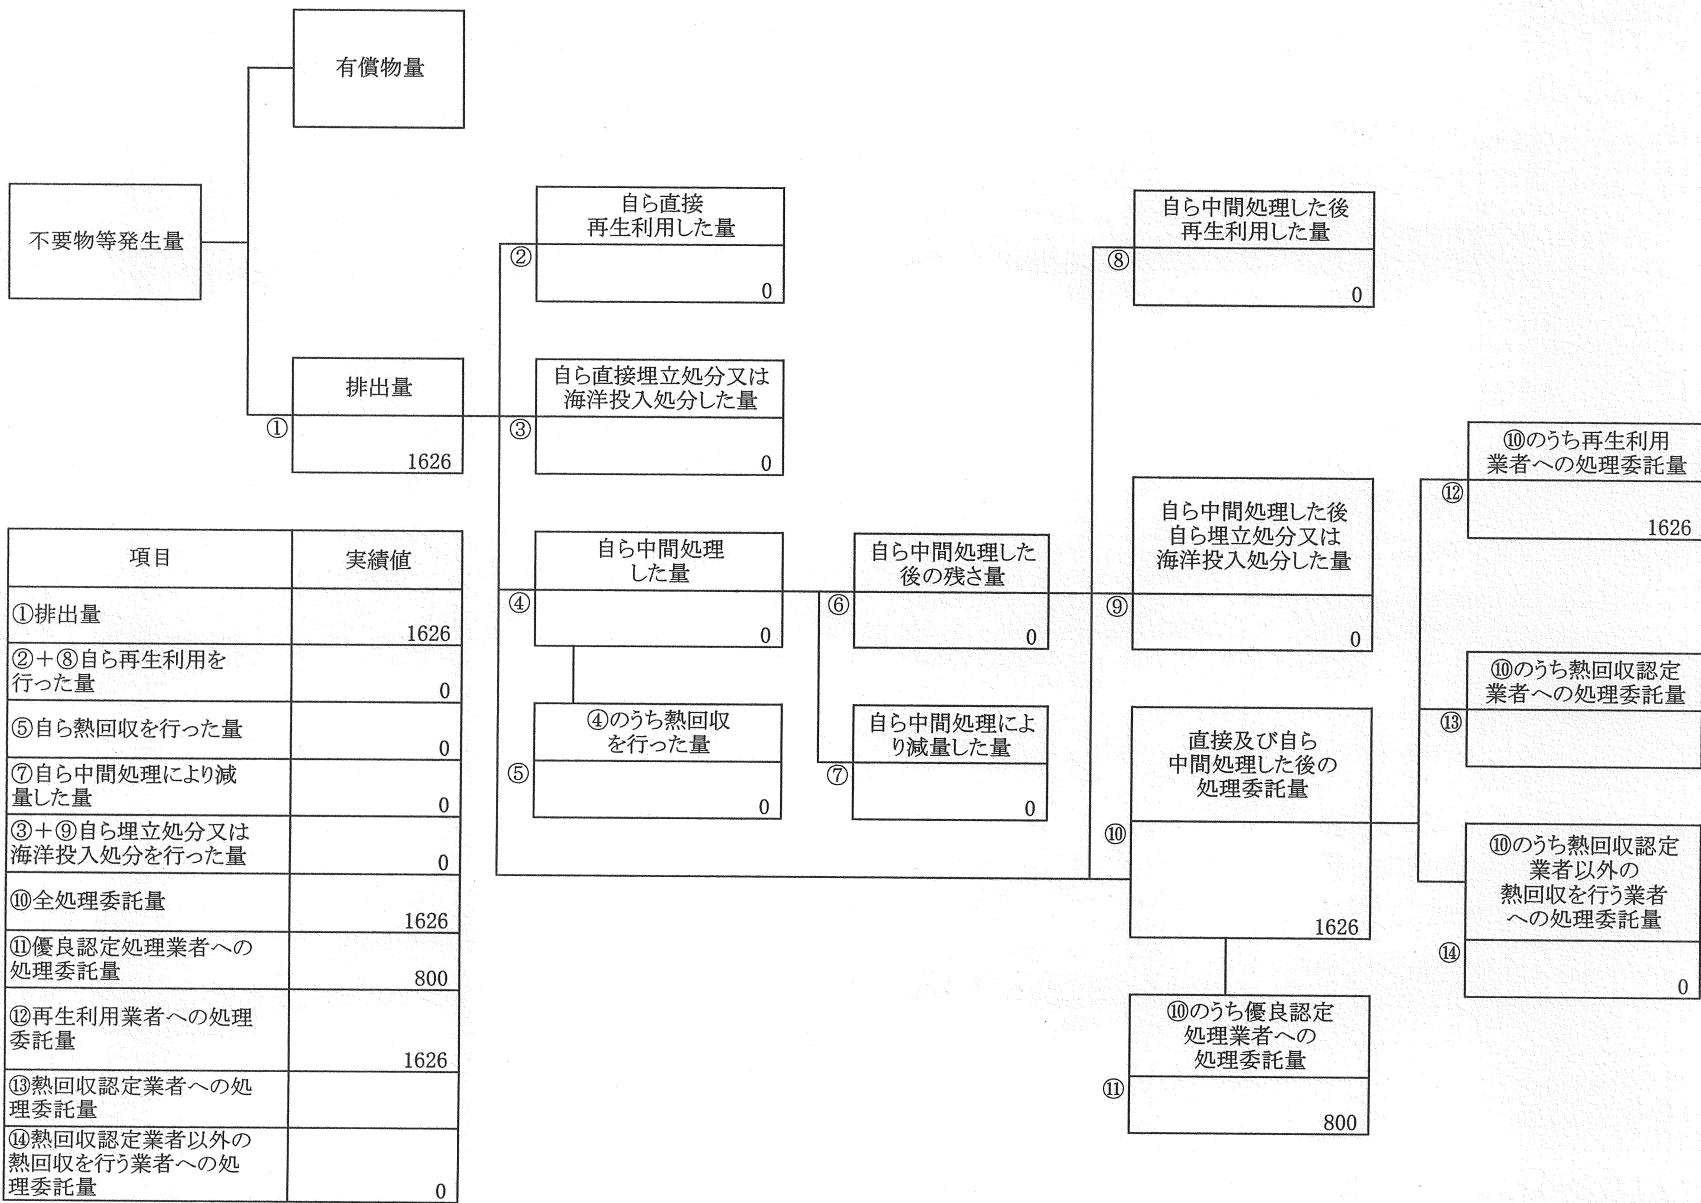 有償物量
不要物等発生量
排出量
①
1626
自ら直接
再生利用した量
②
0
自ら直接埋立処分又は
海洋投入処分した量
③
0
自ら中間処理
した量
④
0
④のうち熱回収
を行った量
⑤
0
自ら中間処理した
後の残さ量
⑥
0
自ら中間処理によ
り減量した量
⑦
0
自ら中間処理した後
再生利用した量
⑧
0
自ら中間処理した後
自ら埋立処分又は
海洋投入処分した量
⑨
0
直接及び自ら
中間処理した後の
処理委託量
⑩
1626
⑩のうち優良認定
処理業者への
処理委託量
⑪
800
⑩のうち再生利用
業者への処理委託量
⑫
1626
⑩のうち熱回収認定
業者への処理委託量
⑬
⑩のうち熱回収認定
業者以外の
熱回収を行う業者
への処理委託量
⑭
0
項目 実績値
①排出量 1626
②+⑧自ら再生利用を
行った量 0
⑤自ら熱回収を行った量 0
⑦自ら中間処理により減
量した量 0
③+⑨自ら埋立処分又は
海洋投入処分を行った量 0
⑩全処理委託量 1626
⑪優良認定処理業者への
処理委託量 800
⑫再生利用業者への処理
委託量 1626
⑬熱回収認定業者への処
理委託量
⑭熱回収認定業者以外の
熱回収を行う業者への処
理委託量 0